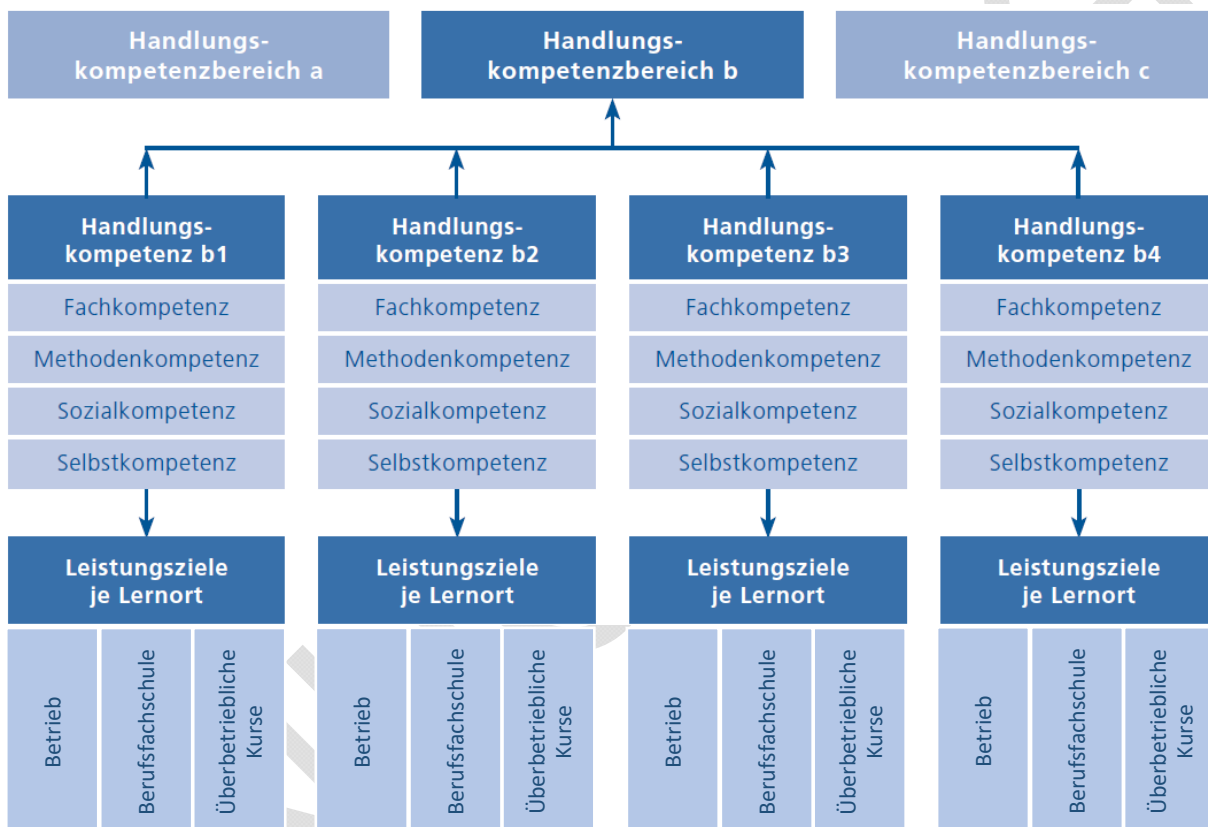 Handlungs-
kompetenzbereich a
Handlungs-
kompetenzbereich b
Handlungs-
kompetenzbereich c
Handlungs-
kompetenz b1
Handlungs-
kompetenz b2
Handlungs-
kompetenz b3
Handlungs-
kompetenz b4
Fachkompetenz
Fachkompetenz
Fachkompetenz
Fachkompetenz
Methodenkompetenz
Methodenkompetenz
Methodenkompetenz
Methodenkompetenz
Sozialkompetenz
Sozialkompetenz
Sozialkompetenz
Sozialkompetenz
Selbstkompetenz
Selbstkompetenz
Selbstkompetenz
Selbstkompetenz
Leistungsziele
je Lernort
Leistungsziele
je Lernort
Leistungsziele
je Lernort
Leistungsziele
je Lernort
Betrieb
Berufsfachschule
Überbetriebliche
Kurse
Betrieb
Berufsfachschule
Überbetriebliche
Kurse
Betrieb
Berufsfachschule
Überbetriebliche
Kurse
Betrieb
Berufsfachschule
Überbetriebliche
Kurse